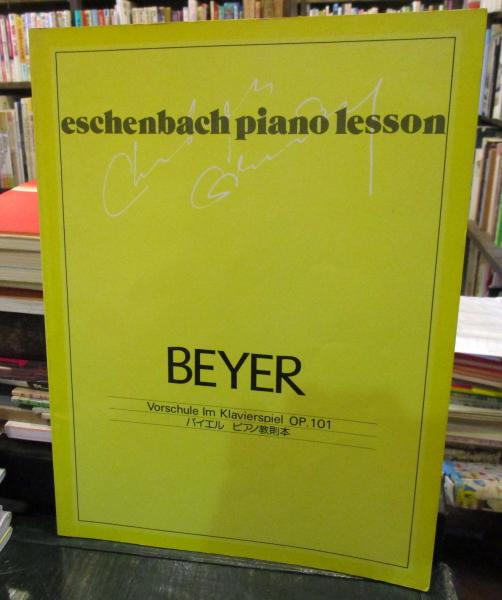 eschenbach piano lesson
BEYER
Vorschule Im Klavierspiel OP.101
バイエル ピアノ教則本